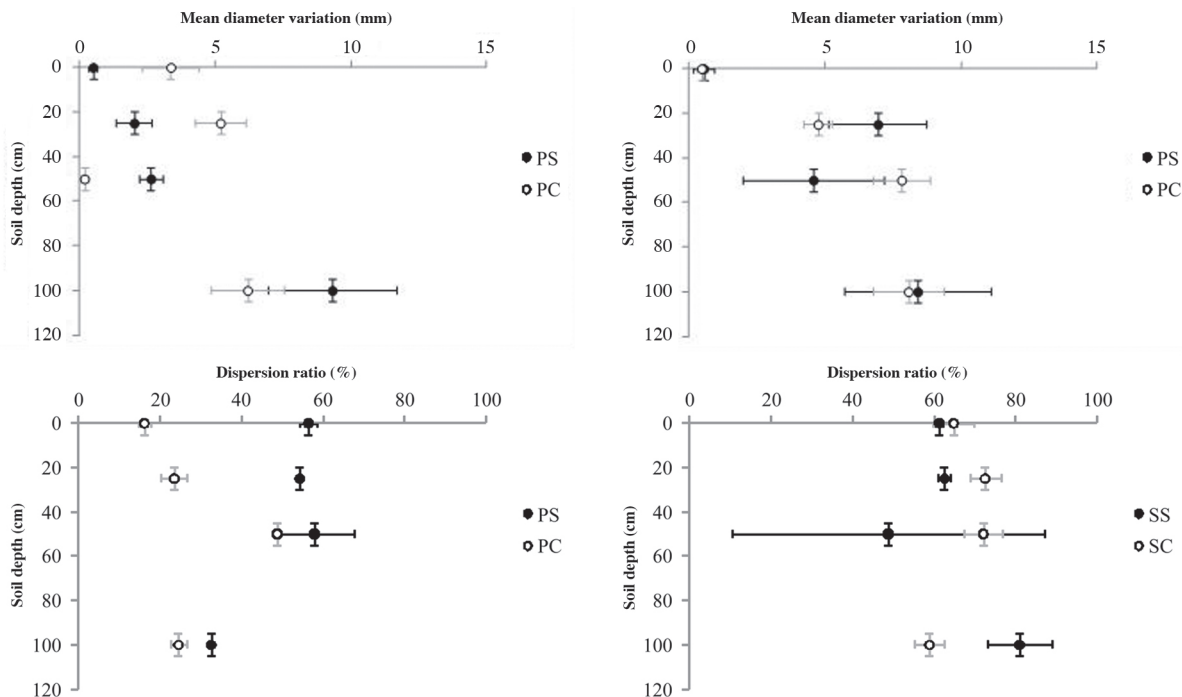 Mean diameter variation (mm)
0 5 10 15
0
20
40
60
80
100
120
Soil depth (cm)
PS
PC
Mean diameter variation (mm)
0 5 10 15
0
20
40
60
80
100
120
Soil depth (cm)
PS
PC
Dispersion ratio (%)
0 20 40 60 80 100
0
20
40
60
80
100
120
Soil depth (cm)
PS
PC
Dispersion ratio (%)
0 20 40 60 80 100
0
20
40
60
80
100
120
Soil depth (cm)
SS
SC